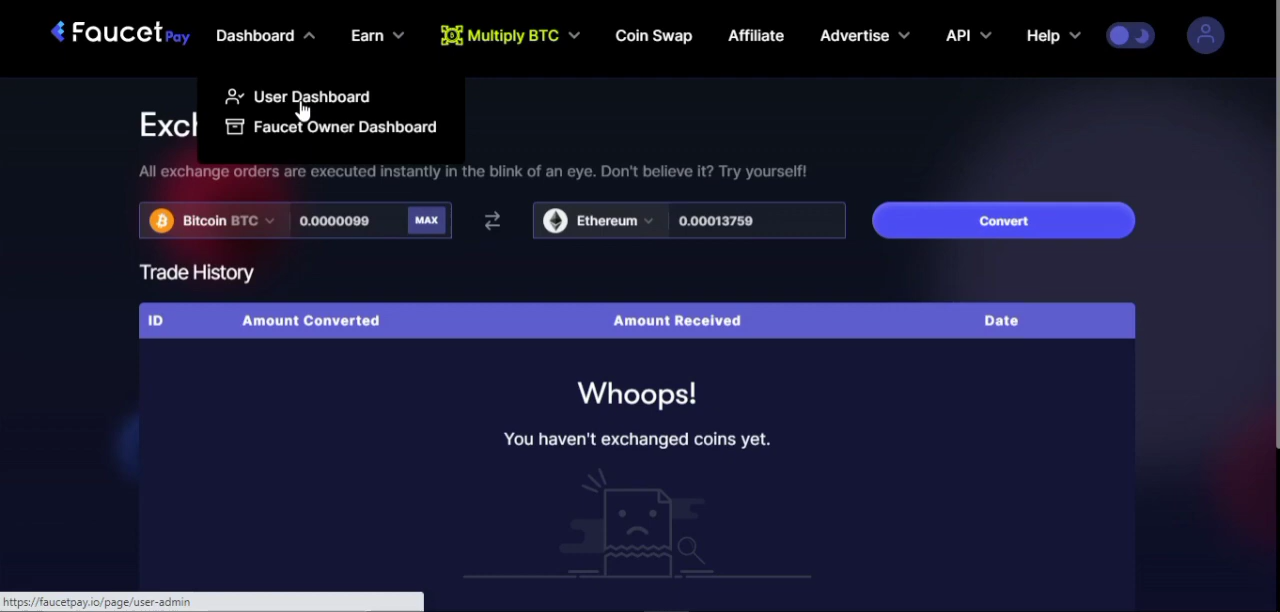 FaucetPay Dashboard Earn Multiply BTC Coin Swap Affiliate Advertise API Help
User Dashboard
Faucet Owner Dashboard
Exch
All exchange orders are executed instantly in the blink of an eye. Don't believe it? Try yourself!
Bitcoin BTC 0.0000099 MAX Ethereum 0.00013759 Convert
Trade History
ID Amount Converted Amount Received Date
Whoops!
You haven't exchanged coins yet.
https://faucetpay.io/page/user-admin